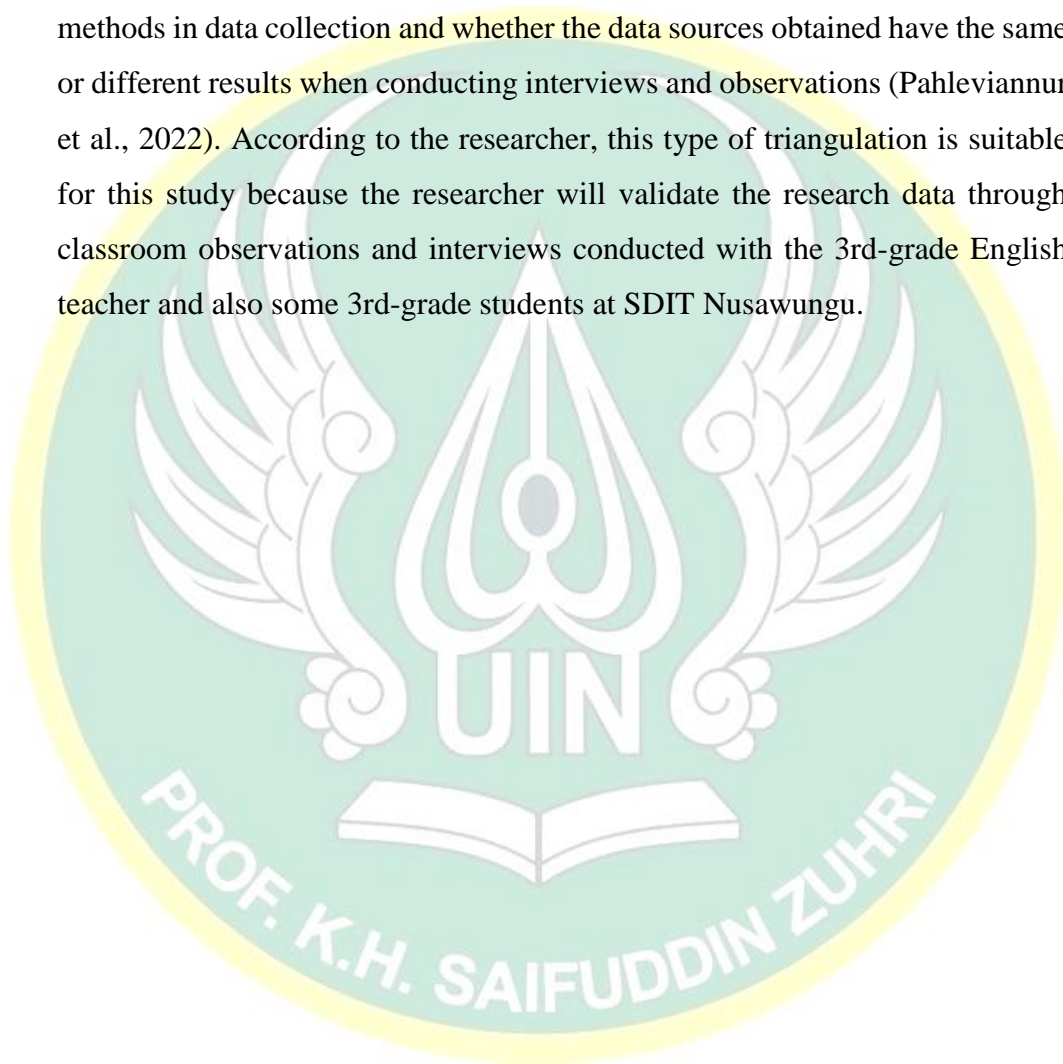 methods in data collection and whether the data sources obtained have the same
or different results when conducting interviews and observations (Pahleviannur
et al., 2022). According to the researcher, this type of triangulation is suitable
for this study because the researcher will validate the research data through
classroom observations and interviews conducted with the 3rd-grade English
teacher and also some 3rd-grade students at SDIT Nusawungu.
UIN
PROF. K.H. SAIFUDDIN ZUHRI